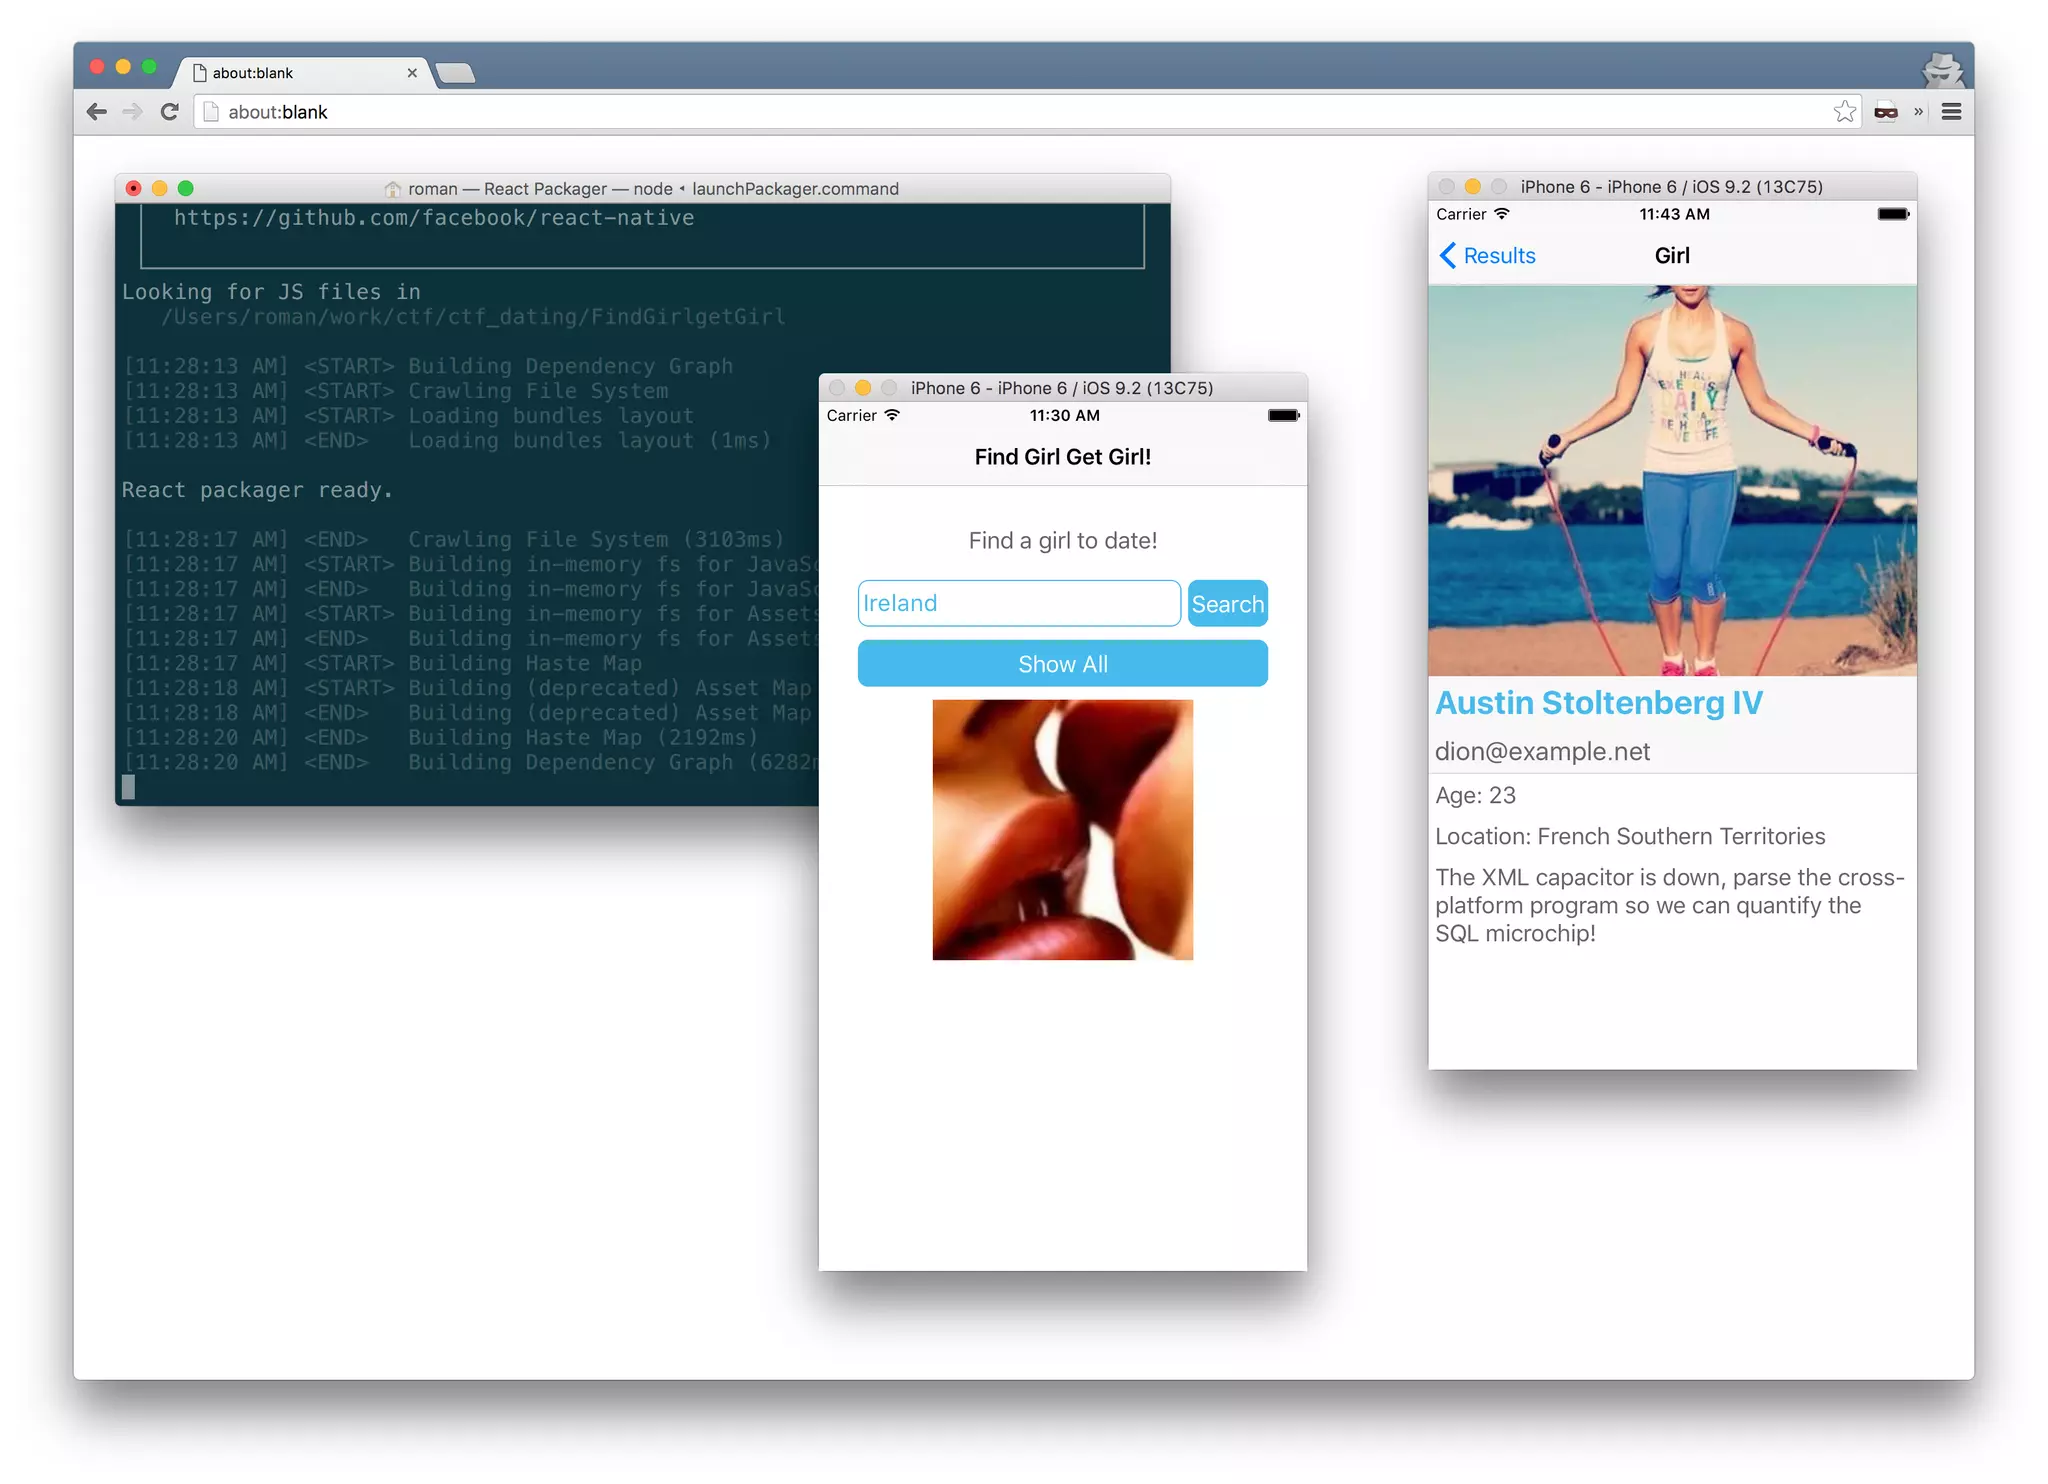 about:blank
about:blank
roman — React Packager — node ◂ launchPackager.command
https://github.com/facebook/react-native
Looking for JS files in
/Users/roman/work/ctf/ctf_dating/FindGirlgetGirl
[11:28:13 AM] <START> Building Dependency Graph
[11:28:13 AM] <START> Crawling File System
[11:28:13 AM] <START> Loading bundles layout
[11:28:13 AM] <END>   Loading bundles layout (1ms)
React packager ready.
[11:28:17 AM] <END>   Crawling File System (3103ms)
[11:28:17 AM] <START> Building in-memory fs for JavaSc
[11:28:17 AM] <END>   Building in-memory fs for JavaSc
[11:28:17 AM] <START> Building in-memory fs for Assets
[11:28:17 AM] <END>   Building in-memory fs for Assets
[11:28:17 AM] <START> Building Haste Map
[11:28:18 AM] <START> Building (deprecated) Asset Map
[11:28:18 AM] <END>   Building (deprecated) Asset Map
[11:28:20 AM] <END>   Building Haste Map (2192ms)
[11:28:20 AM] <END>   Building Dependency Graph (6282m
iPhone 6 - iPhone 6 / iOS 9.2 (13C75)
Carrier 11:30 AM
Find Girl Get Girl!
Find a girl to date!
Ireland Search
Show All
iPhone 6 - iPhone 6 / iOS 9.2 (13C75)
Carrier 11:43 AM
Results Girl
HEAL
EXERCIS
DAILY
BE HAPP
VE LIFE
Austin Stoltenberg IV
dion@example.net
Age: 23
Location: French Southern Territories
The XML capacitor is down, parse the cross-
platform program so we can quantify the
SQL microchip!